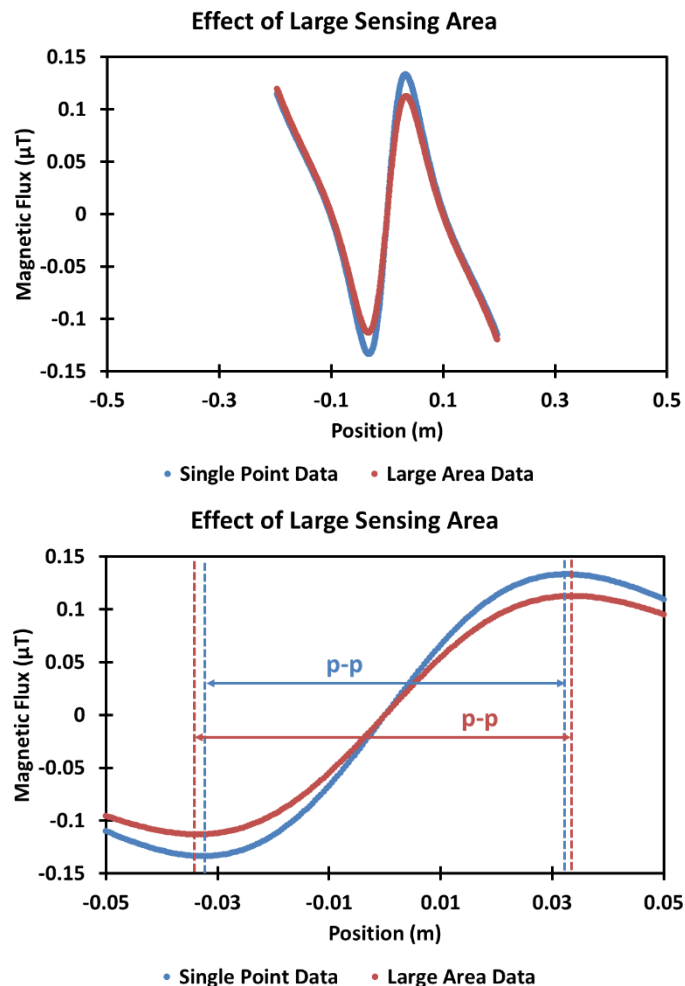 Effect of Large Sensing Area
0.15
0.1
0.05
0
-0.05
-0.1
-0.15
Magnetic Flux (µT)
-0.5 -0.3 -0.1 0.1 0.3 0.5
Position (m)
Single Point Data Large Area Data
Effect of Large Sensing Area
0.15
0.1
0.05
0
-0.05
-0.1
-0.15
Magnetic Flux (µT)
p-p
p-p
-0.05 -0.03 -0.01 0.01 0.03 0.05
Position (m)
Single Point Data Large Area Data